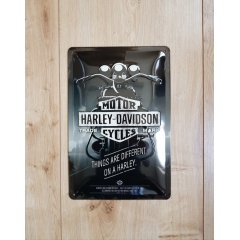 MOTOR
HARLEY-DAVIDSON
TRADE MARK
CYCLES
THINGS ARE DIFFERENT
ON A HARLEY.